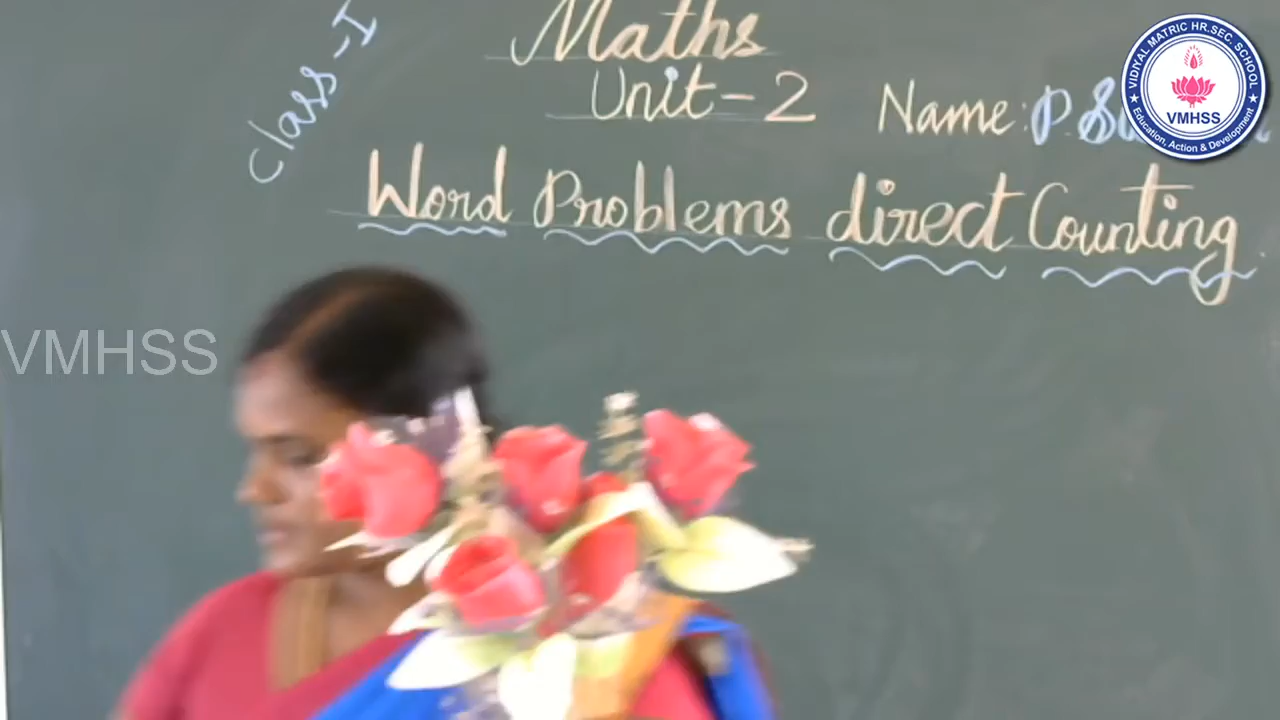 Class - I
Maths
Unit - 2
Name: P.
Word Problems direct Counting
VIDIYAL MATRIC HR.SEC. SCHOOL
VMHSS
Education, Action & Development
VMHSS